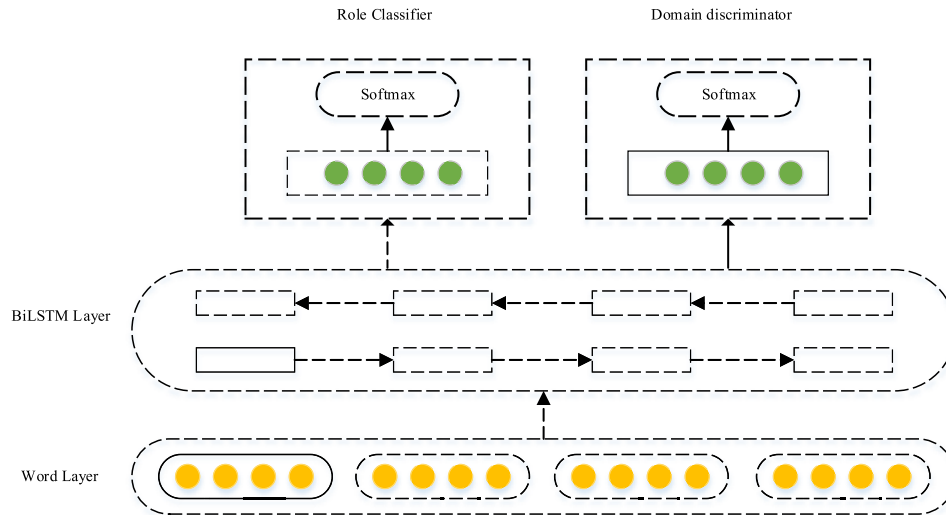 Role Classifier
Domain discriminator
Softmax
Softmax
BiLSTM Layer
Word Layer